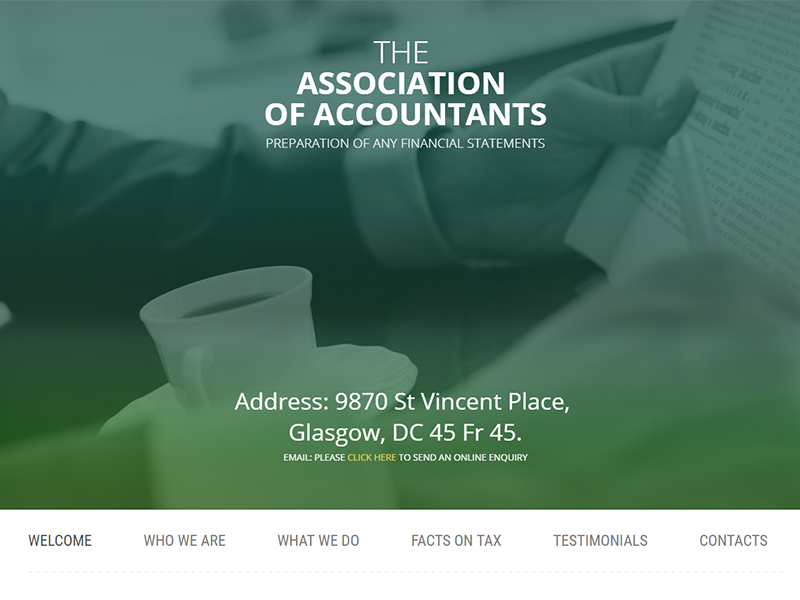 THE
ASSOCIATION
OF ACCOUNTANTS
PREPARATION OF ANY FINANCIAL STATEMENTS
Address: 9870 St Vincent Place,
Glasgow, DC 45 Fr 45.
EMAIL: PLEASE CLICK HERE TO SEND AN ONLINE ENQUIRY
WELCOME WHO WE ARE WHAT WE DO FACTS ON TAX TESTIMONIALS CONTACTS